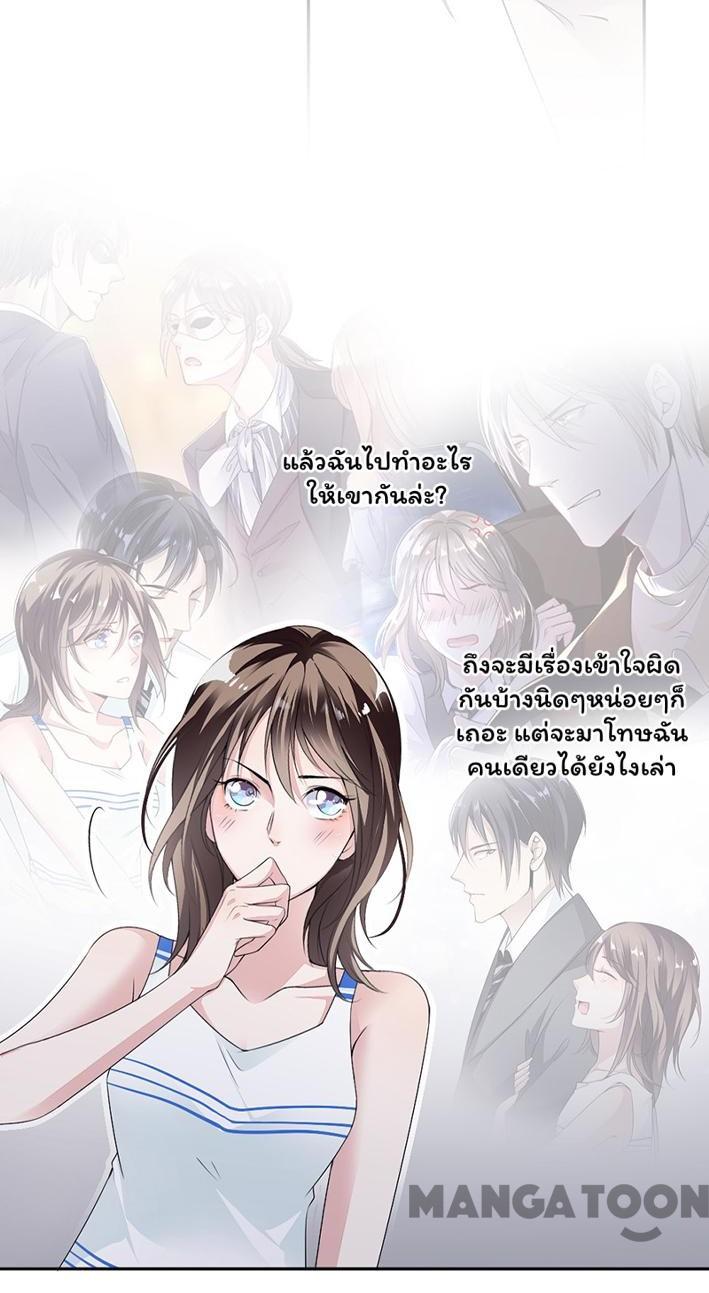 แล้วฉันไปทำอะไร
ให้เขากันล่ะ?
ถึงจะมีเรื่องเข้าใจผิด
กันบ้างนิดๆหน่อยๆก็
เถอะ แต่จะมาโทษฉัน
คนเดียวได้ยังไงเล่า
MANGATOON